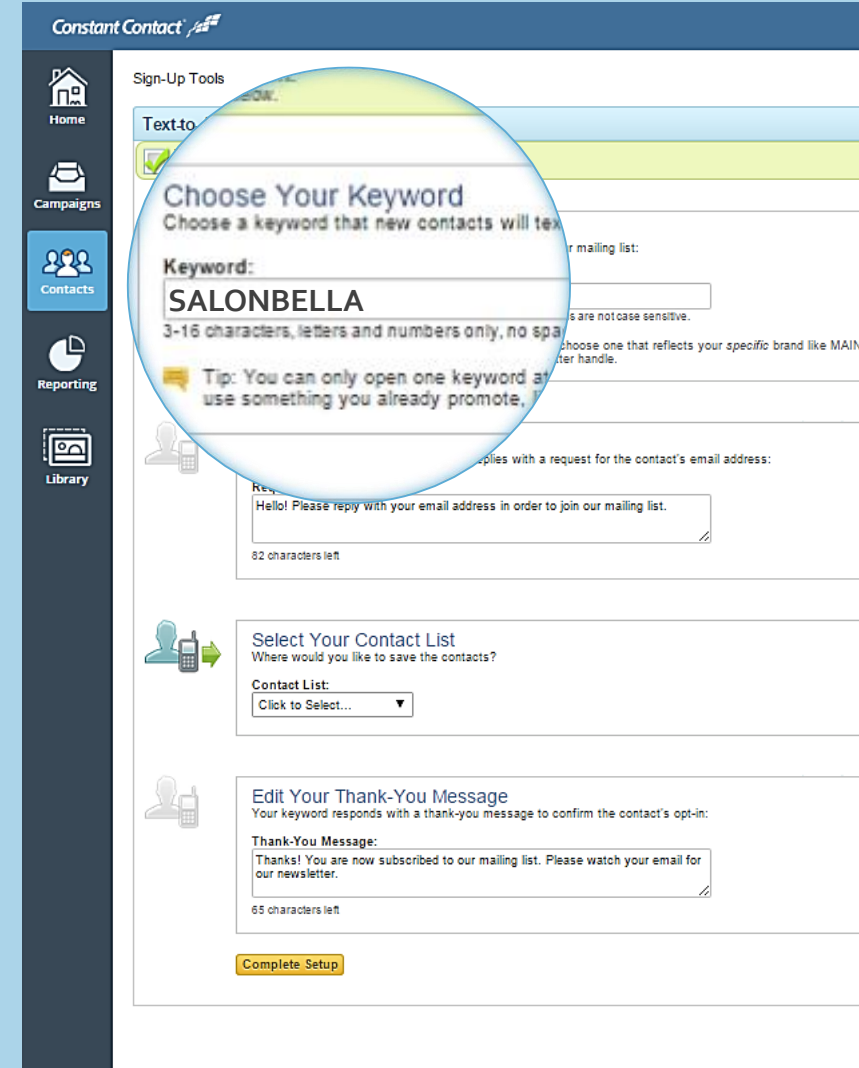 Constant Contact
Sign-Up Tools
Text-to
Home
Campaigns
Contacts
Reporting
Library
Choose Your Keyword
Choose a keyword that new contacts will tex
r mailing list:
Keyword:
SALONBELLA
3-16 characters, letters and numbers only, no spa
s are not case sensitive.
choose one that reflects your specific brand like MAIN
Tip: You can only open one keyword at
tter handle.
use something you already promote,
replies with a request for the contact's email address:
Hello! Please reply with your email address in order to join our mailing list.
82 characters left
Select Your Contact List
Where would you like to save the contacts?
Contact List:
Click to Select...
Edit Your Thank-You Message
Your keyword responds with a thank-you message to confirm the contact's opt-in:
Thank-You Message:
Thanks! You are now subscribed to our mailing list. Please watch your email for
our newsletter.
65 characters left
Complete Setup